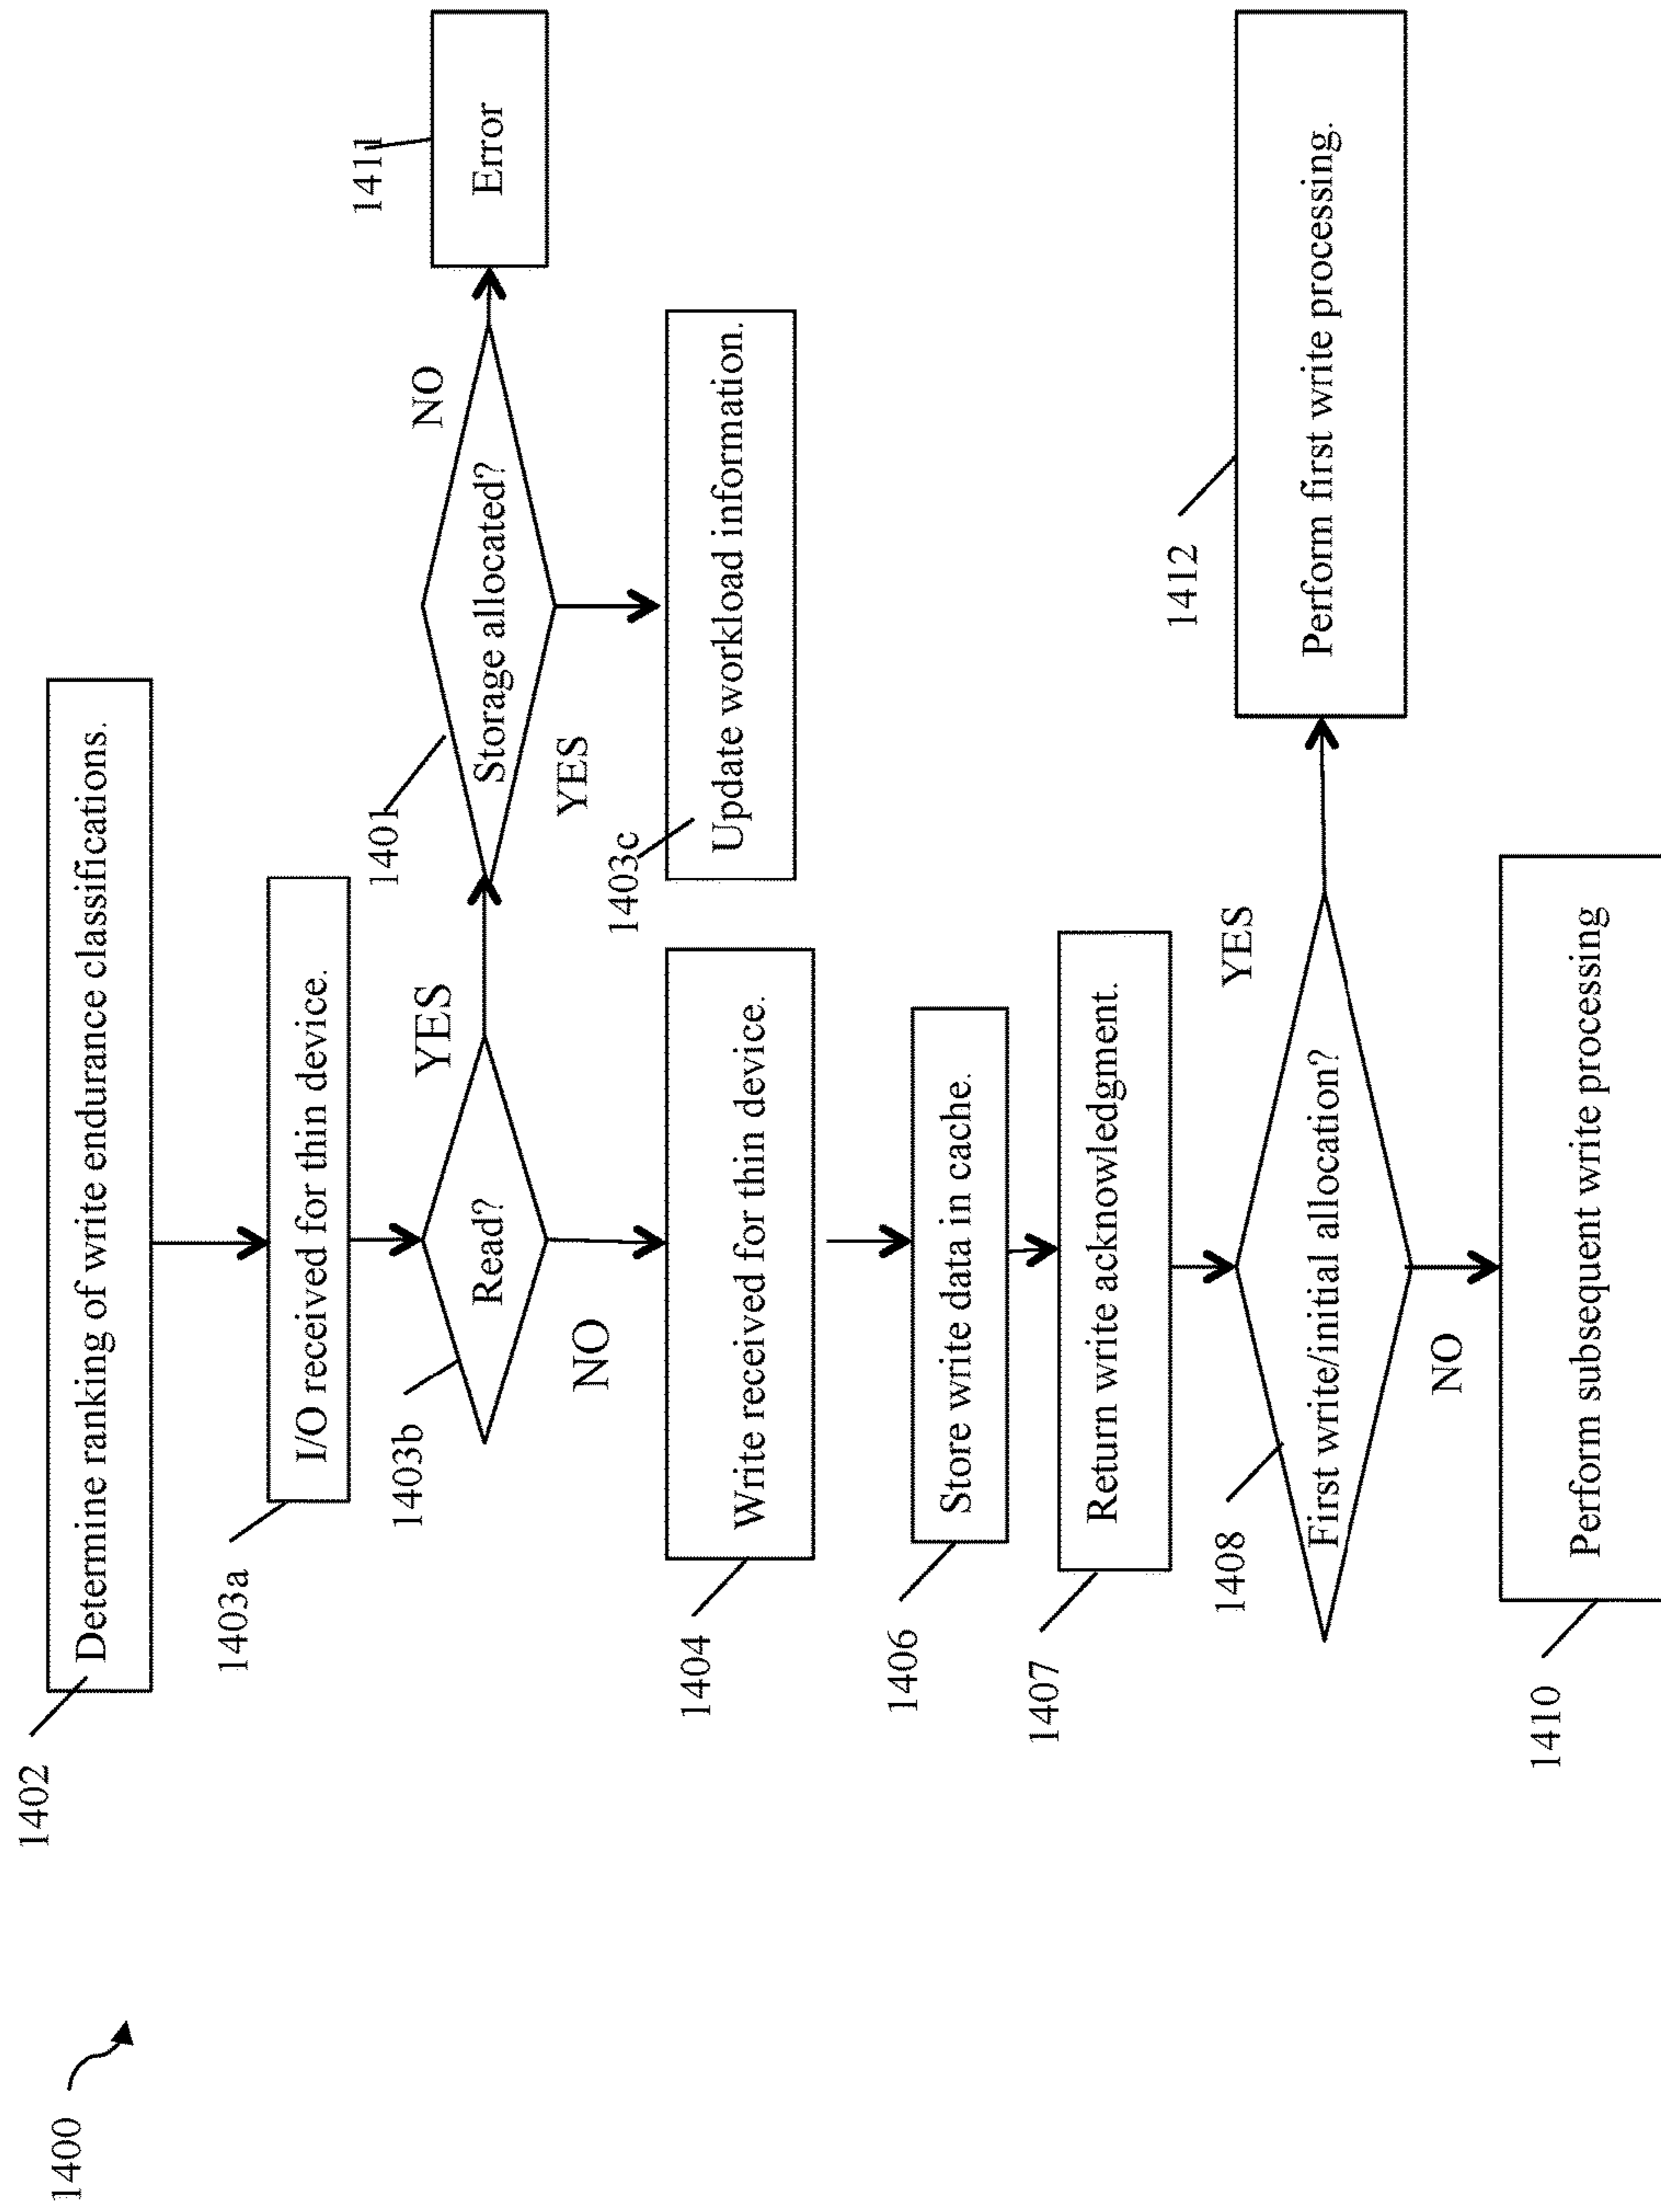 1400
1402
Determine ranking of write endurance classifications.
1403a
I/O received for thin device.
1403b
Read?
YES
NO
1401
Storage allocated?
NO
YES
1411
Error
1403c
Update workload information.
1404
Write received for thin device.
1406
Store write data in cache.
1407
Return write acknowledgment.
1408
First write/initial allocation?
YES
NO
1412
Perform first write processing.
1410
Perform subsequent write processing